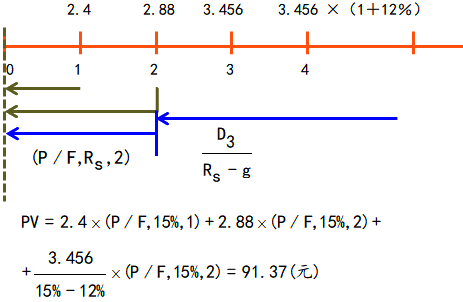 2.4 2.88 3.456 3.456 ×（1＋12%）
0 1 2 3 4
(P/F,Rs,2)
D3
Rs－g
PV = 2.4×(P/F,15%,1)+2.88×(P/F,15%,2)+
+
3.456
15%－12%
×(P/F,15%,2) = 91.37(元)